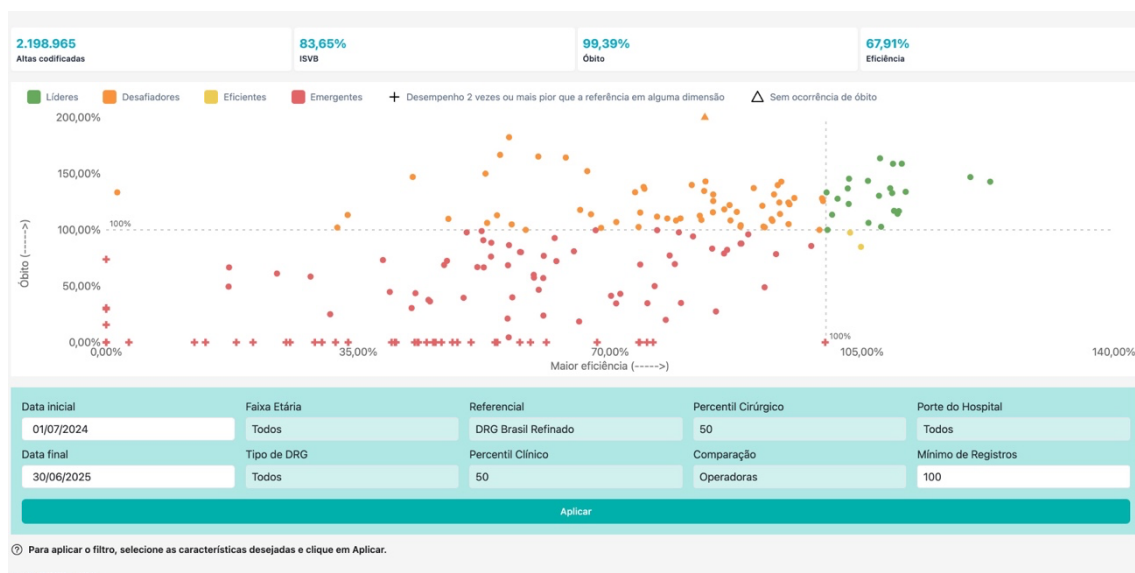 2.198.965
Altas codificadas
83,65%
ISVB
99,39%
Óbito
67,91%
Eficiência
Líderes
Desafiadores
Eficientes
Emergentes
Desempenho 2 vezes ou mais pior que a referência em alguma dimensão
Sem ocorrência de óbito
200,00%
150,00%
100,00%
100%
50,00%
0,00%
Óbito (----->)
100%
0,00%
35,00%
70,00%
105,00%
140,00%
Maior eficiência (----->)
Data inicial
01/07/2024
Faixa Etária
Todos
Referencial
DRG Brasil Refinado
Percentil Cirúrgico
50
Porte do Hospital
Todos
Data final
30/06/2025
Tipo de DRG
Todos
Percentil Clínico
50
Comparação
Operadoras
Mínimo de Registros
100
Aplicar
? Para aplicar o filtro, selecione as características desejadas e clique em Aplicar.